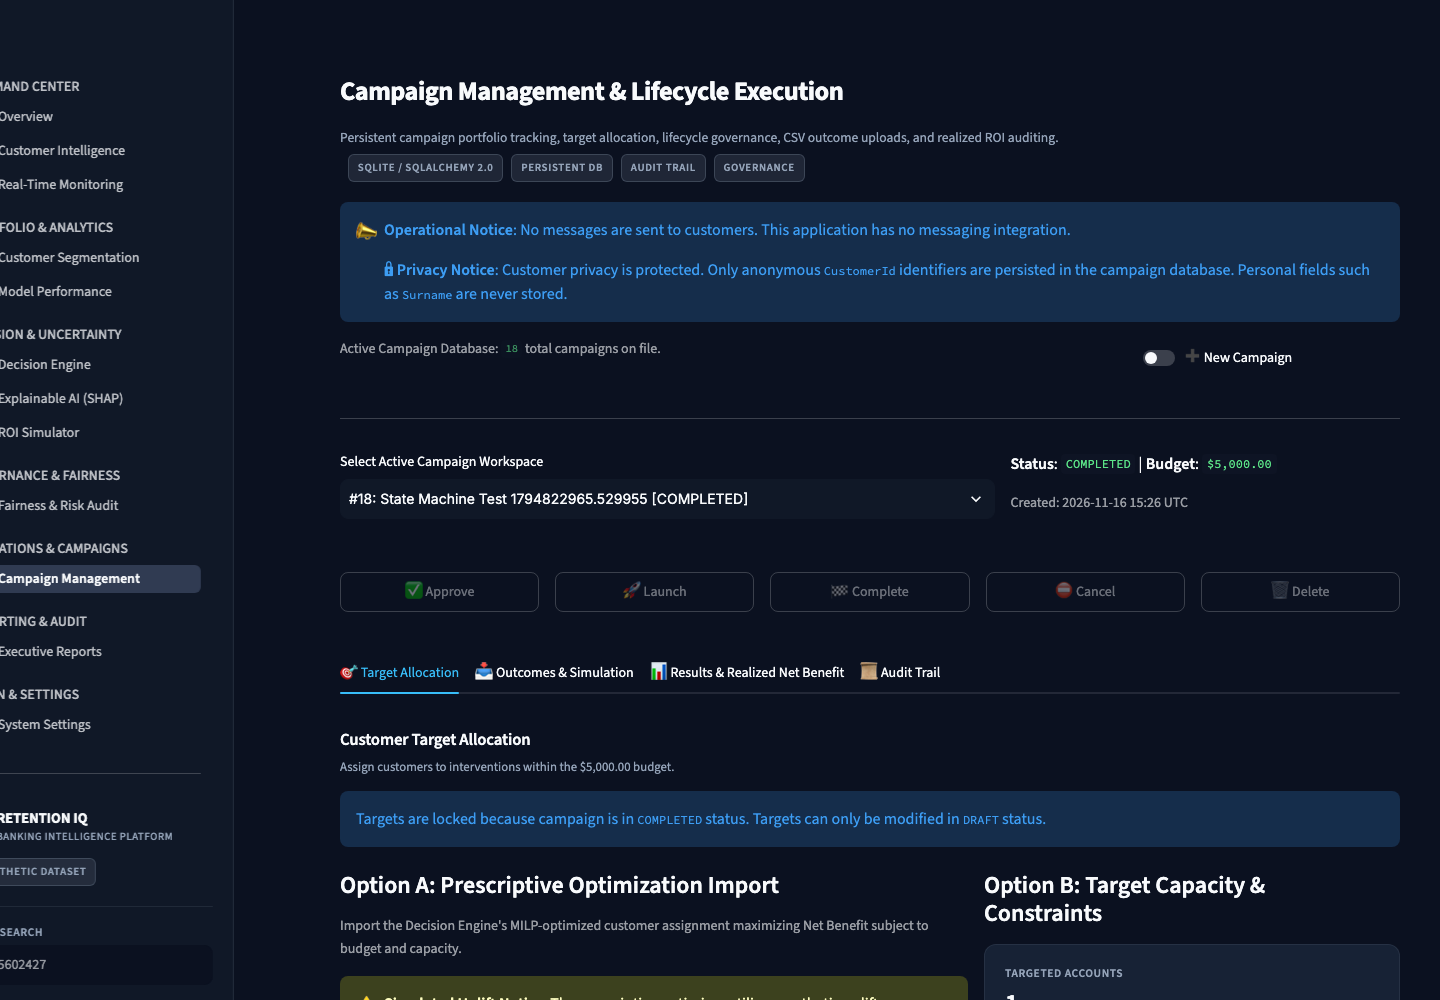 MAND CENTER
Overview
Customer Intelligence
Real-Time Monitoring
FOLIO & ANALYTICS
Customer Segmentation
Model Performance
ION & UNCERTAINTY
Decision Engine
Explainable AI (SHAP)
ROI Simulator
RNANCE & FAIRNESS
Fairness & Risk Audit
ATIONS & CAMPAIGNS
Campaign Management
RTING & AUDIT
Executive Reports
N & SETTINGS
System Settings
RETENTION IQ
BANKING INTELLIGENCE PLATFORM
THETIC DATASET
SEARCH
5602427
Campaign Management & Lifecycle Execution
Persistent campaign portfolio tracking, target allocation, lifecycle governance, CSV outcome uploads, and realized ROI auditing.
SQLITE / SQLALCHEMY 2.0 PERSISTENT DB AUDIT TRAIL GOVERNANCE
Operational Notice: No messages are sent to customers. This application has no messaging integration.
Privacy Notice: Customer privacy is protected. Only anonymous CustomerId identifiers are persisted in the campaign database. Personal fields such
as Surname are never stored.
Active Campaign Database: 18 total campaigns on file.
New Campaign
Select Active Campaign Workspace
#18: State Machine Test 1794822965.529955 [COMPLETED]
Status: COMPLETED | Budget: $5,000.00
Created: 2026-11-16 15:26 UTC
Approve Launch Complete Cancel Delete
Target Allocation Outcomes & Simulation Results & Realized Net Benefit Audit Trail
Customer Target Allocation
Assign customers to interventions within the $5,000.00 budget.
Targets are locked because campaign is in COMPLETED status. Targets can only be modified in DRAFT status.
Option A: Prescriptive Optimization Import
Import the Decision Engine's MILP-optimized customer assignment maximizing Net Benefit subject to
budget and capacity.
Option B: Target Capacity &
Constraints
TARGETED ACCOUNTS